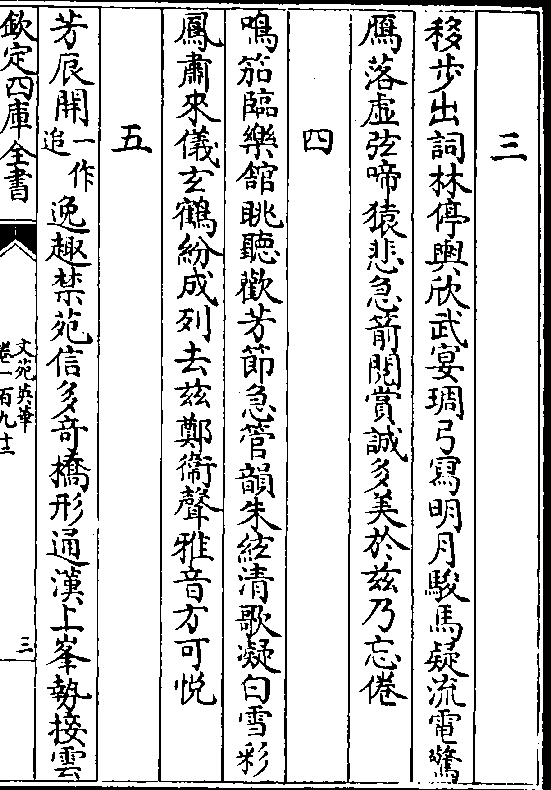 三
移步出詞林停輿欣武宴琱弓寫明月駿馬疑流電驚
鴈落虛弦啼猿悲急箭閱賞誠多美於兹乃忘倦
四
鳴笳臨樂館眺聽歡芳節急管韻朱絃清歌凝白雪彩
鳳肅來儀玄鶴紛成列去兹鄭衞聲雅音方可悦
五
芳辰開一作追逸趣禁苑信多竒橋形通漢上峯勢接雲
欽定四庫全書
文苑英華
卷一百九十三
三